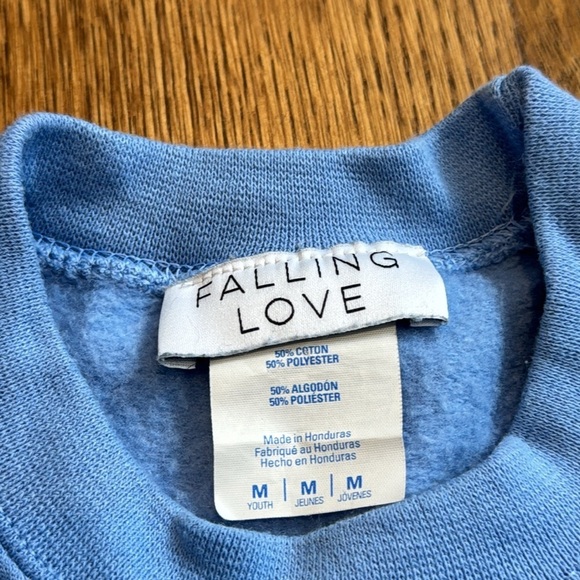 FALLING
LOVE
50% COTON
50% POLYESTER
50% ALGODÓN
50% POLIÉSTER
Made in Honduras
Fabriqué au Honduras
Hecho en Honduras
M | M | M
YOUTH JEUNES JÓVENES